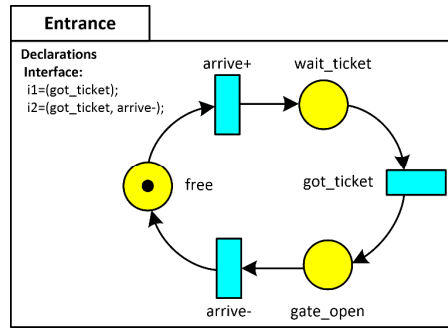 Entrance
Declarations
Interface:
i1=(got_ticket);
i2=(got_ticket, arrive-);
arrive+
wait_ticket
free
got_ticket
arrive-
gate_open